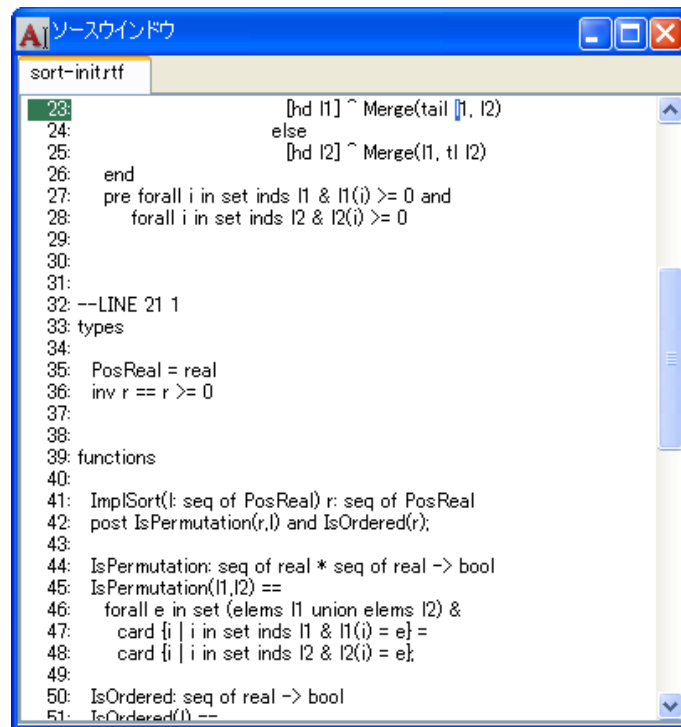 ソースウインドウ
sort-init.rtf
23: [hd l1] ^ Merge(tail l1, l2)
24: else
25: [hd l2] ^ Merge(l1, tl l2)
26: end
27: pre forall i in set inds l1 & l1(i) >= 0 and
28: forall i in set inds l2 & l2(i) >= 0
29:
30:
31:
32: --LINE 21 1
33: types
34:
35: PosReal = real
36: inv r == r >= 0
37:
38:
39: functions
40:
41: ImplSort(l: seq of PosReal) r: seq of PosReal
42: post IsPermutation(r,l) and IsOrdered(r);
43:
44: IsPermutation: seq of real * seq of real -> bool
45: IsPermutation(l1,l2) ==
46: forall e in set (elems l1 union elems l2) &
47: card {i | i in set inds l1 & l1(i) = e} =
48: card {i | i in set inds l2 & l2(i) = e};
49:
50: IsOrdered: seq of real -> bool
51: IsOrdered(l) ==